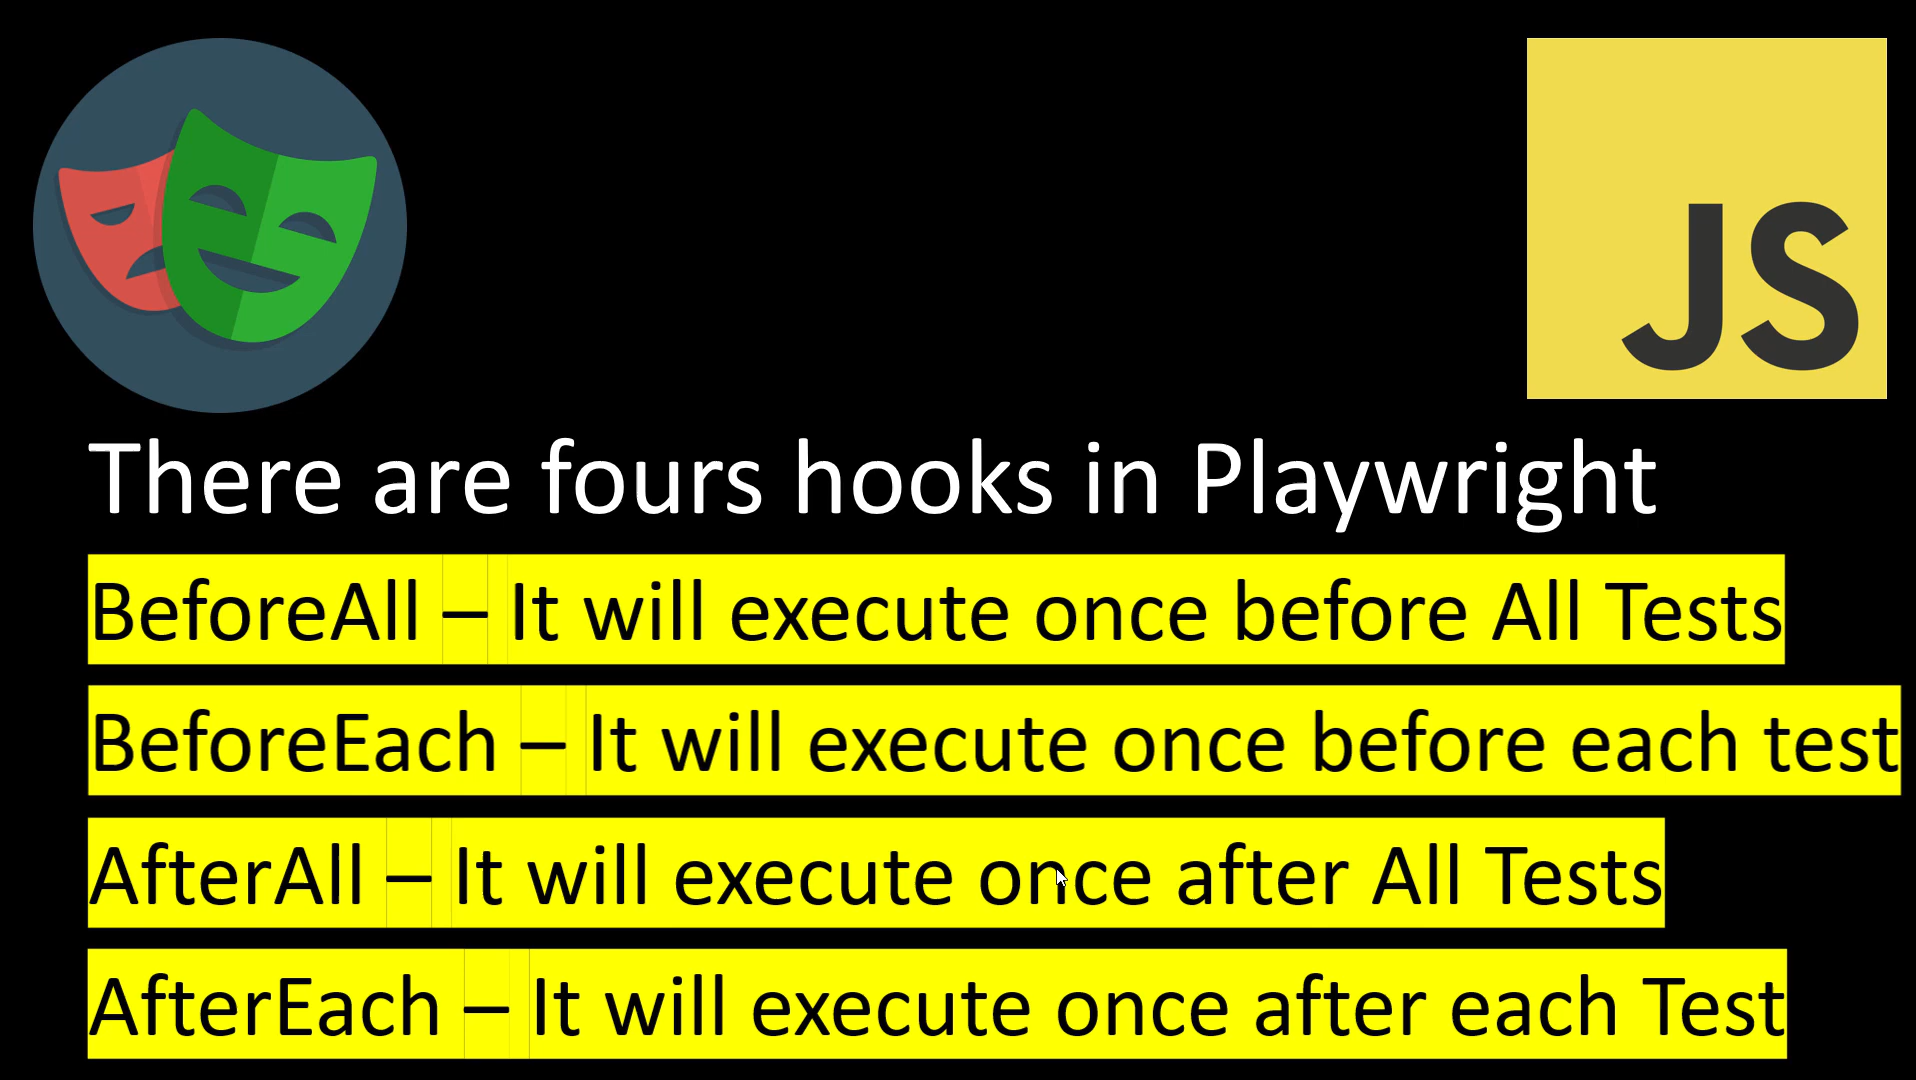 JS
There are fours hooks in Playwright
BeforeAll – It will execute once before All Tests
BeforeEach – It will execute once before each test
AfterAll – It will execute once after All Tests
AfterEach – It will execute once after each Test